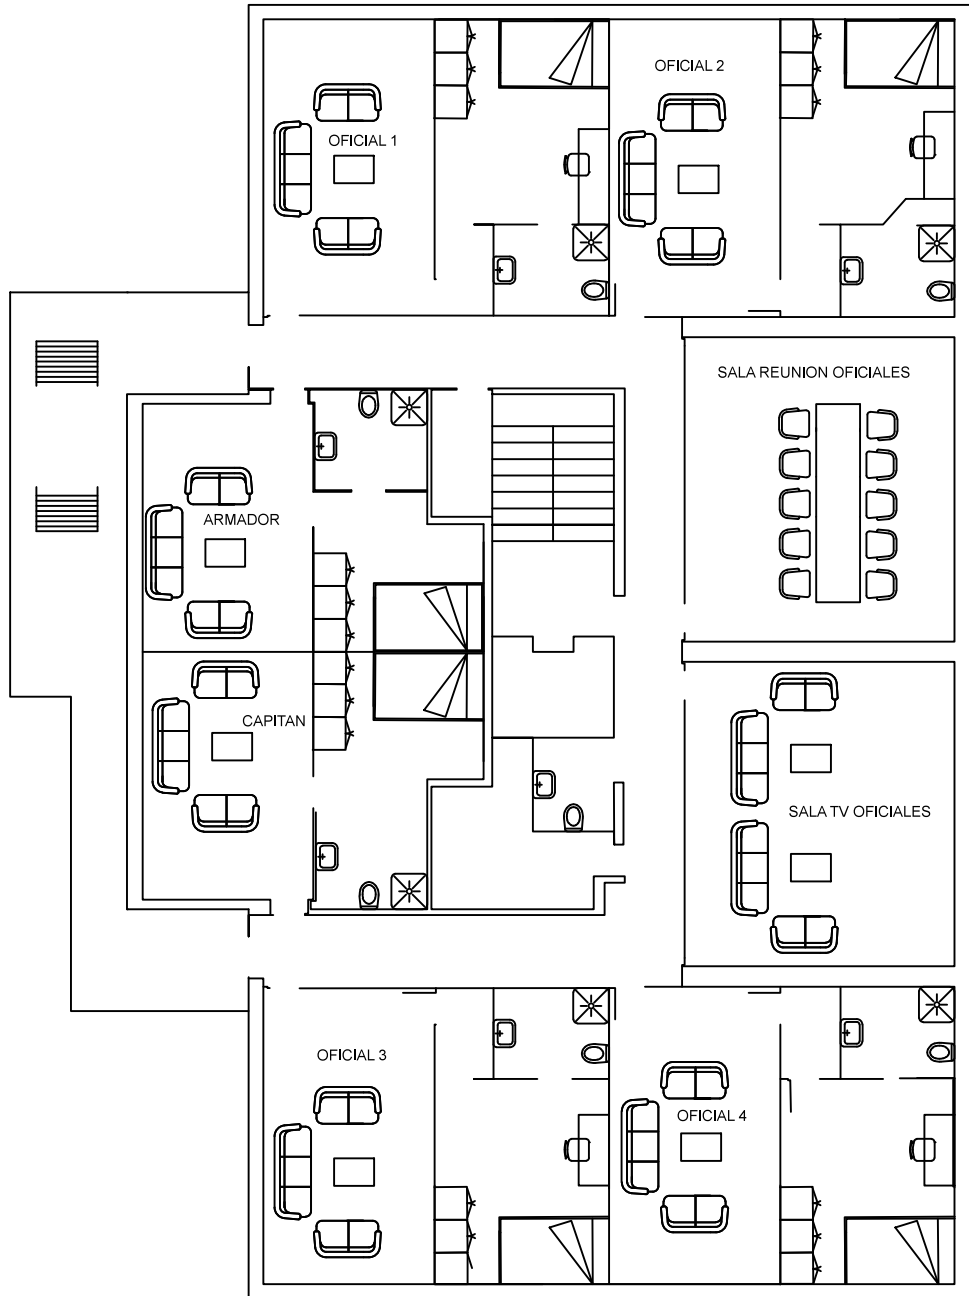 OFICIAL 2
OFICIAL 1
SALA REUNION OFICIALES
ARMADOR
CAPITAN
SALA TV OFICIALES
OFICIAL 3
OFICIAL 4